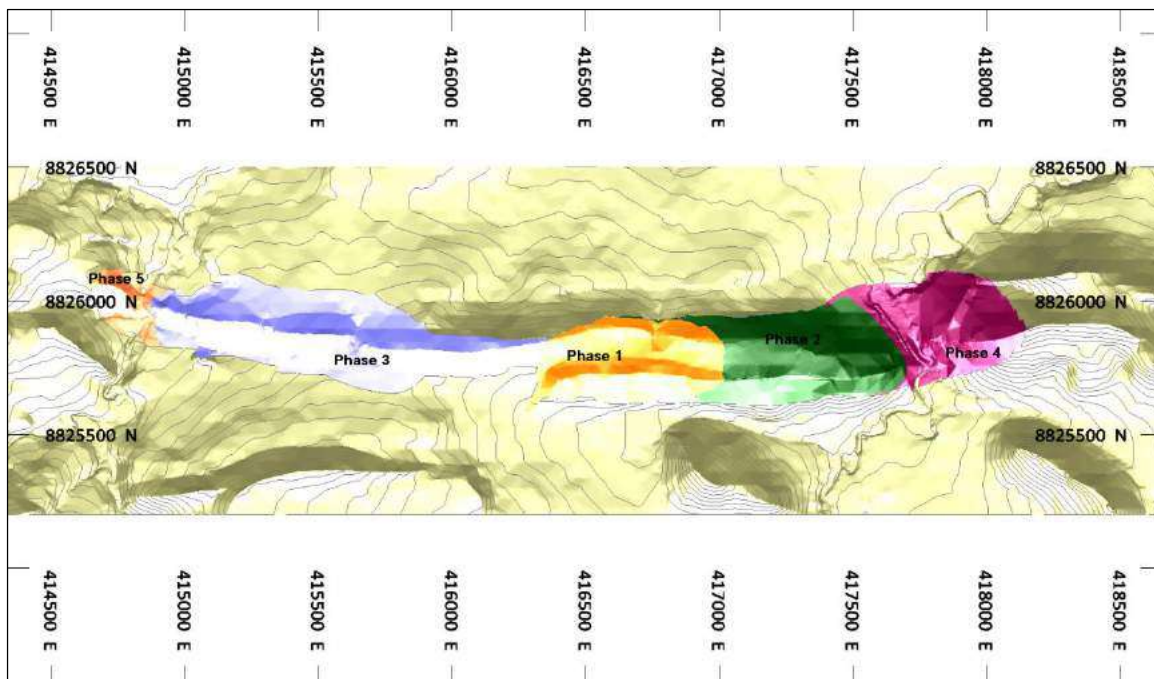 414500 E
415000 E
415500 E
416000 E
416500 E
417000 E
417500 E
418000 E
418500 E
8826500 N
8826500 N
Phase 5
8826000 N
8826000 N
Phase 2
Phase 3
Phase 1
Phase 4
8825500 N
8825500 N
414500 E
415000 E
415500 E
416000 E
416500 E
417000 E
417500 E
418000 E
418500 E